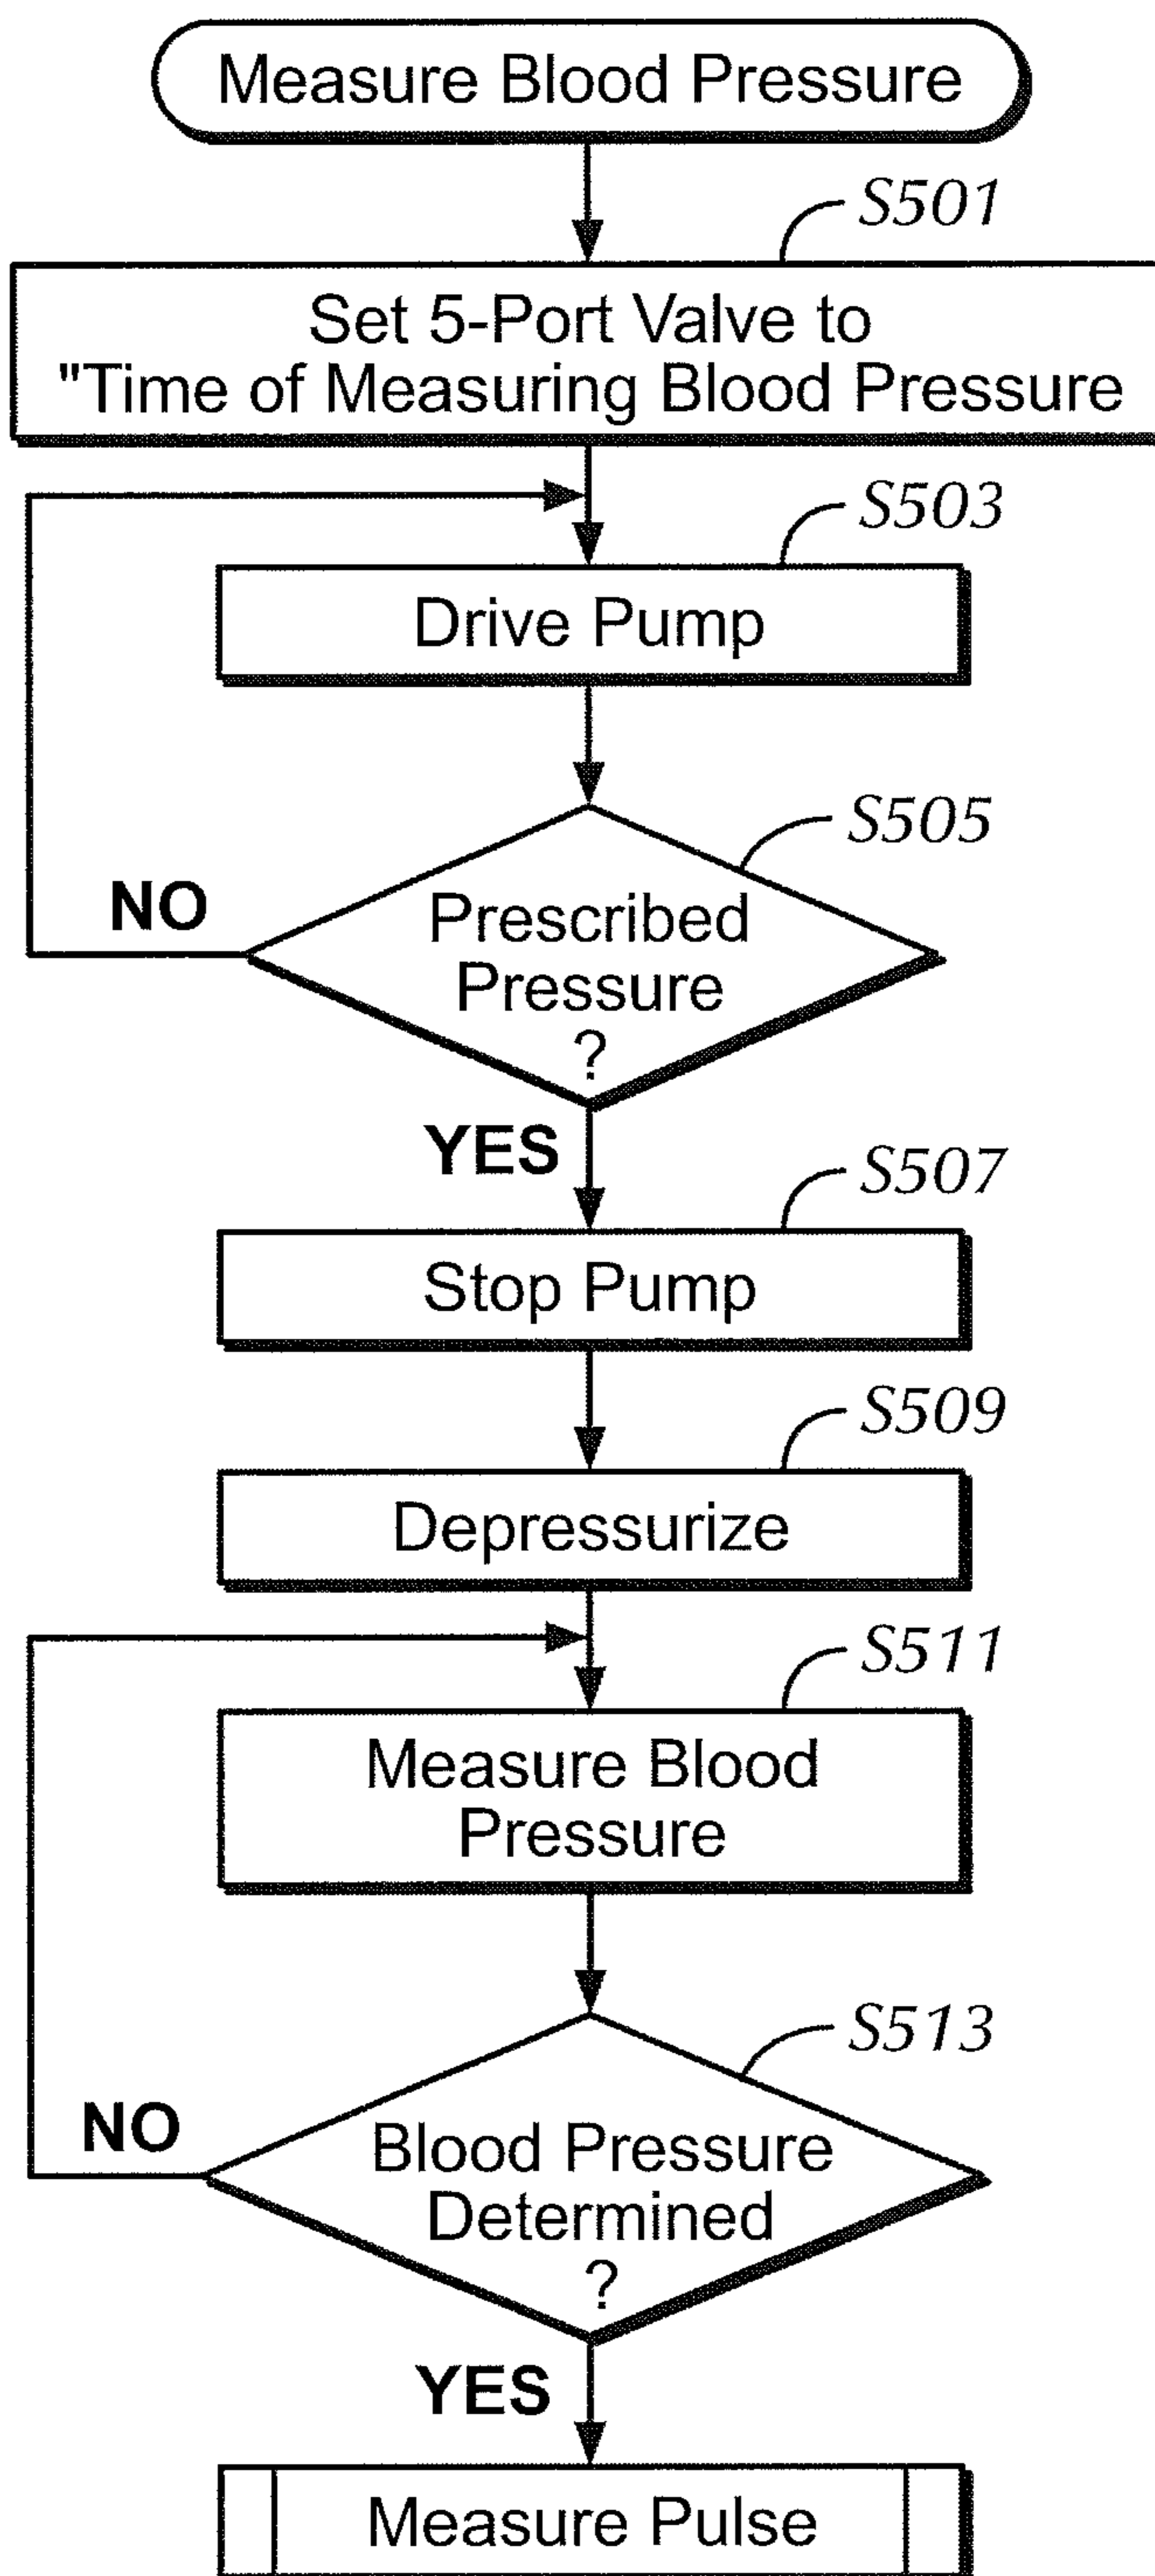 Measure Blood Pressure
S501
Set 5-Port Valve to
"Time of Measuring Blood Pressure
S503
Drive Pump
S505
NO
Prescribed
Pressure
?
YES
S507
Stop Pump
S509
Depressurize
S511
Measure Blood
Pressure
S513
NO
Blood Pressure
Determined
?
YES
Measure Pulse